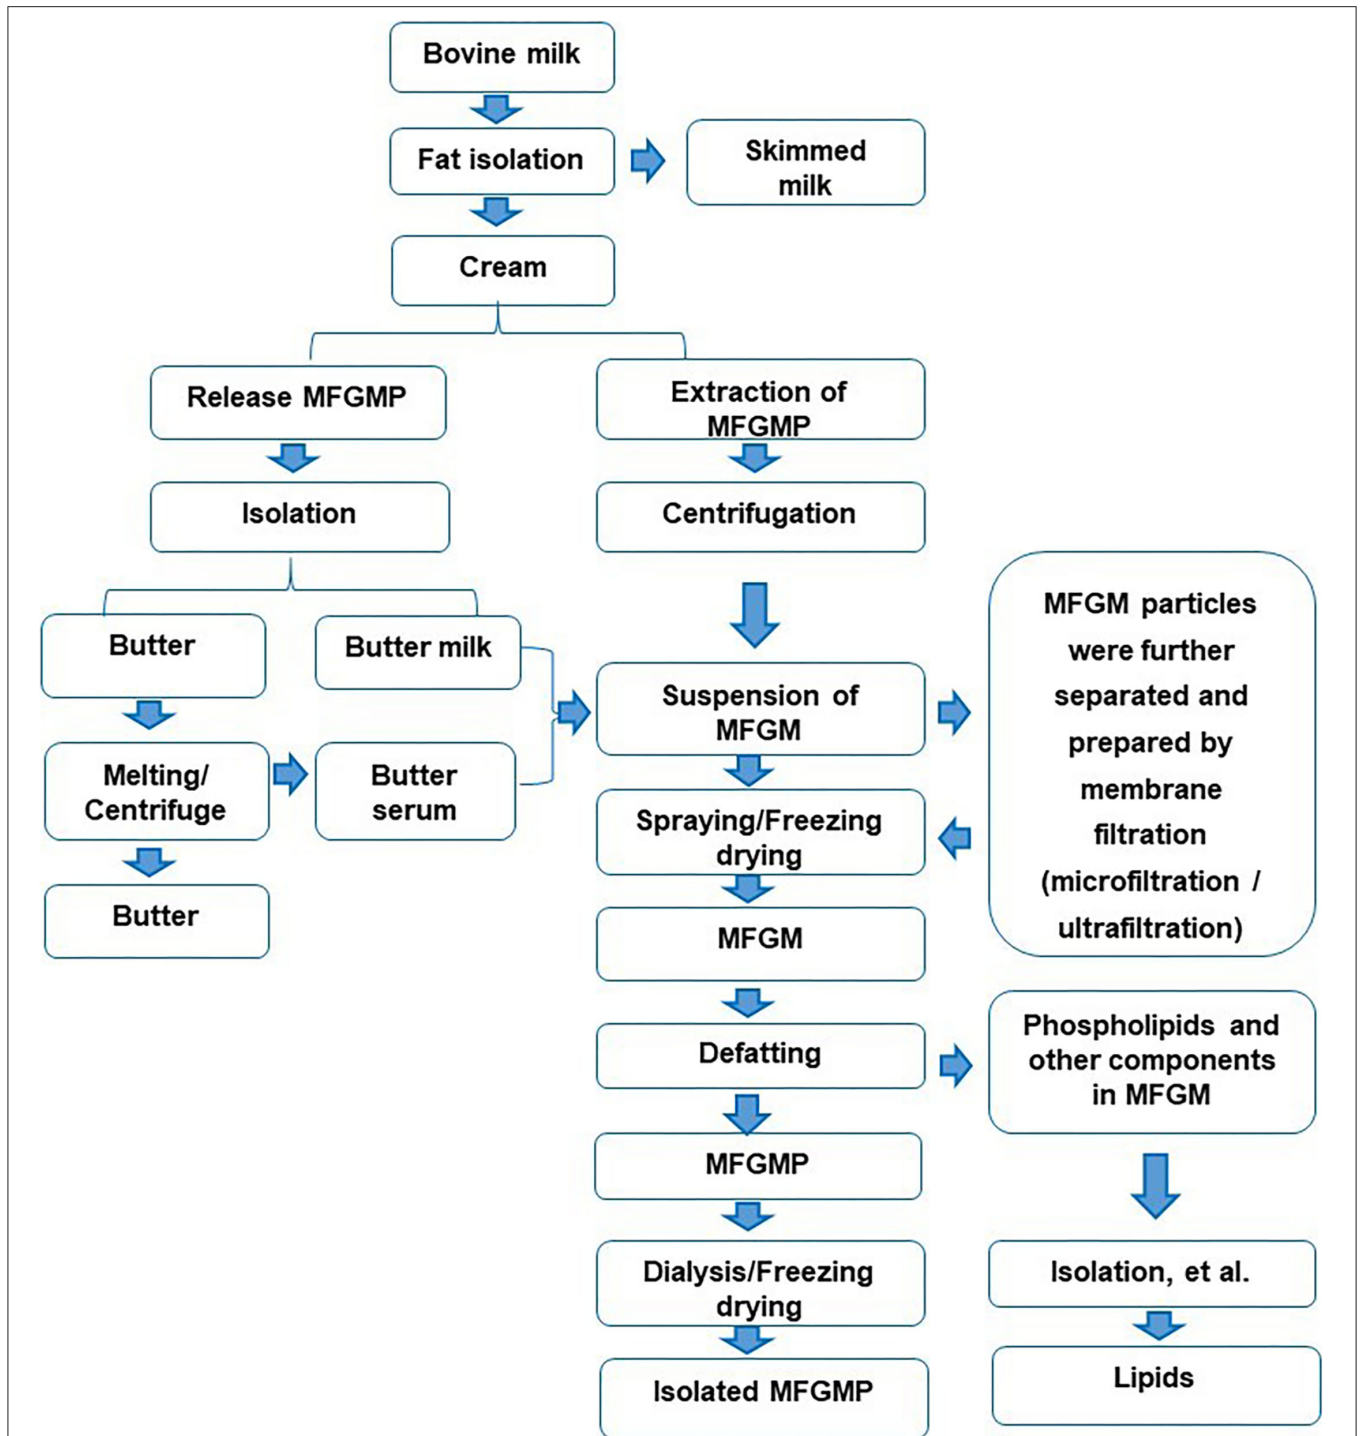 Bovine milk
Fat isolation
Skimmed
milk
Cream
Release MFGMP
Extraction of
MFGMP
Isolation
Centrifugation
Butter
Butter milk
Suspension of
MFGM
MFGM particles
were further
separated and
prepared by
membrane
filtration
(microfiltration /
ultrafiltration)
Melting/
Centrifuge
Butter
serum
Spraying/Freezing
drying
Butter
MFGM
Defatting
Phospholipids and
other components
in MFGM
MFGMP
Dialysis/Freezing
drying
Isolation, et al.
Isolated MFGMP
Lipids